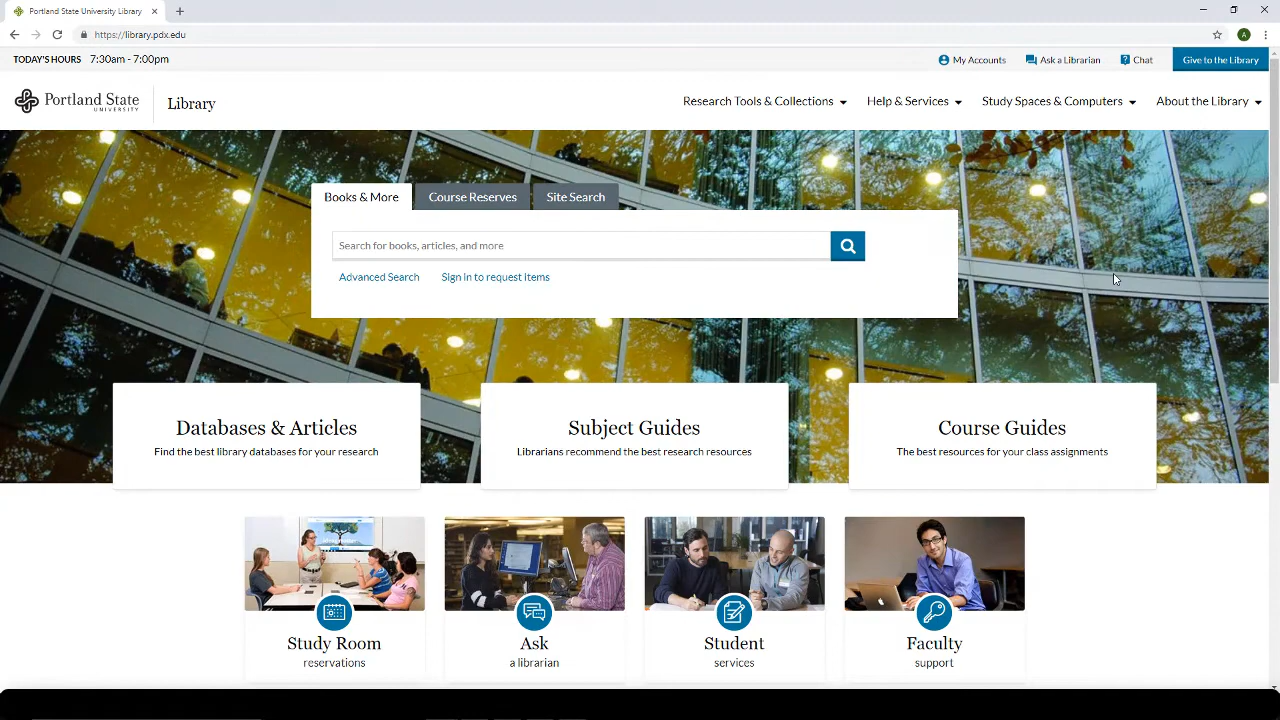 Portland State University Library
https://library.pdx.edu
A
TODAY'S HOURS 7:30am - 7:00pm
My Accounts
Ask a Librarian
Chat
Give to the Library
Portland State
UNIVERSITY
Library
Research Tools & Collections
Help & Services
Study Spaces & Computers
About the Library
Books & More
Course Reserves
Site Search
Search for books, articles, and more
Advanced Search
Sign in to request items
Databases & Articles
Find the best library databases for your research
Subject Guides
Librarians recommend the best research resources
Course Guides
The best resources for your class assignments
Study Room
reservations
Ask
a librarian
Student
services
Faculty
support